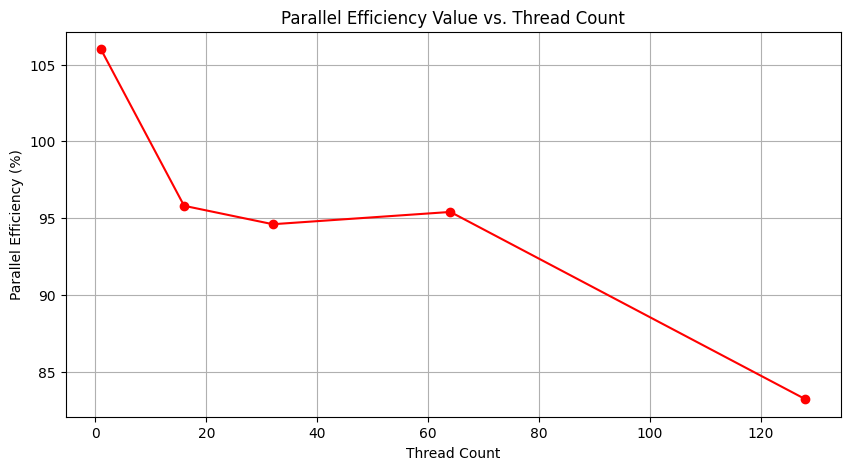 Parallel Efficiency Value vs. Thread Count
Parallel Efficiency (%)
105
100
95
90
85
0 20 40 60 80 100 120
Thread Count